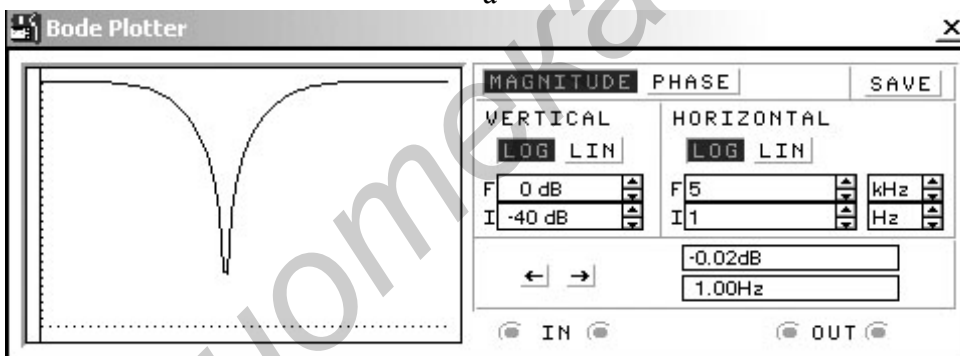 a
Bode Plotter
MAGNITUDE PHASE SAVE
VERTICAL HORIZONTAL
LOG LIN LOG LIN
F 0 dB F 5 kHz
I -40 dB I 1 Hz
← → -0.02dB
1.00Hz
IN OUT